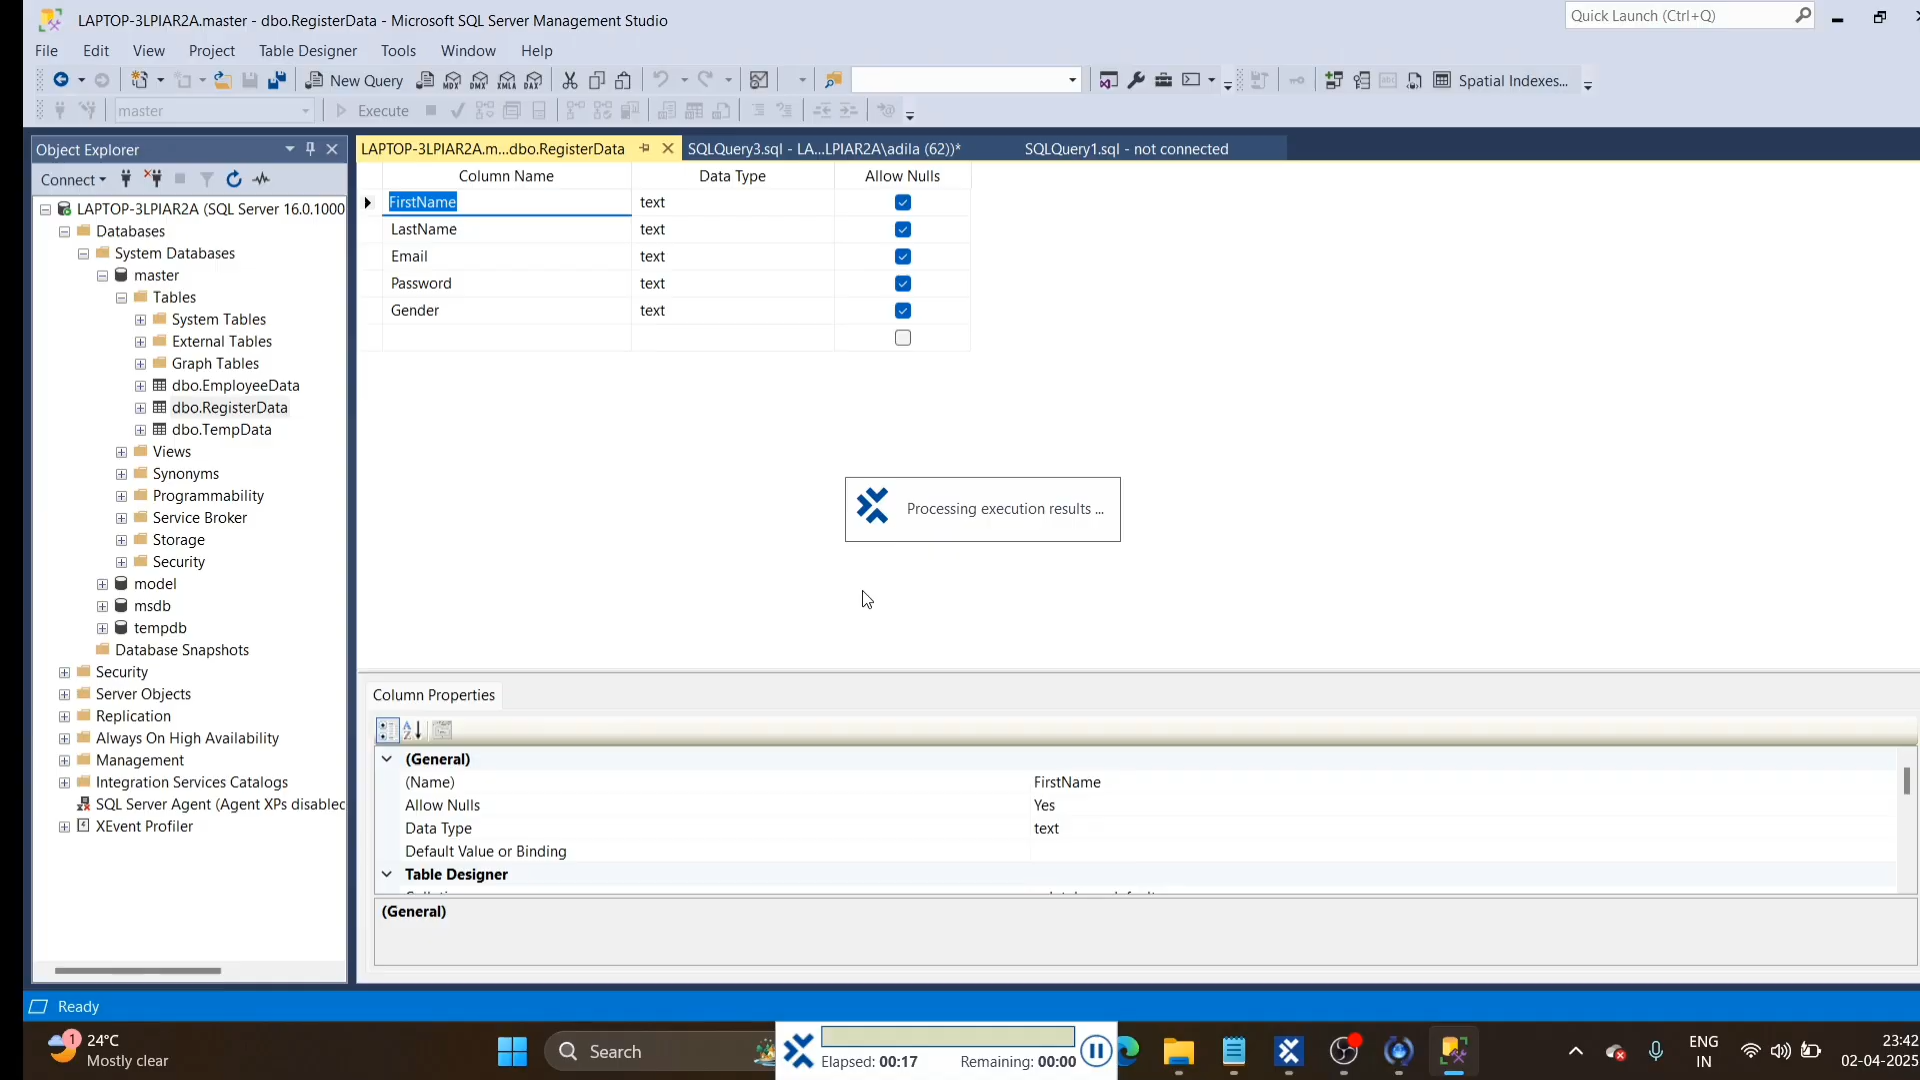 LAPTOP-3LPIAR2A.master - dbo.RegisterData - Microsoft SQL Server Management Studio
Quick Launch (Ctrl+Q)
File Edit View Project Table Designer Tools Window Help
New Query
MDX DMX XMLA DAX
Spatial Indexes...
master
Execute
Object Explorer
LAPTOP-3LPIAR2A.m...dbo.RegisterData
SQLQuery3.sql - LA...LPIAR2A\adila (62))*
SQLQuery1.sql - not connected
Connect
Column Name Data Type Allow Nulls
FirstName text
LastName text
Email text
Password text
Gender text
LAPTOP-3LPIAR2A (SQL Server 16.0.1000
Databases
System Databases
master
Tables
System Tables
External Tables
Graph Tables
dbo.EmployeeData
dbo.RegisterData
dbo.TempData
Views
Synonyms
Programmability
Service Broker
Storage
Security
model
msdb
tempdb
Database Snapshots
Security
Server Objects
Replication
Always On High Availability
Management
Integration Services Catalogs
SQL Server Agent (Agent XPs disabled
XEvent Profiler
Processing execution results ...
Column Properties
(General)
(Name) FirstName
Allow Nulls Yes
Data Type text
Default Value or Binding
Table Designer
(General)
Ready
1
24°C
Mostly clear
Search
Elapsed: 00:17
Remaining: 00:00
ENG
IN
23:42
02-04-2025